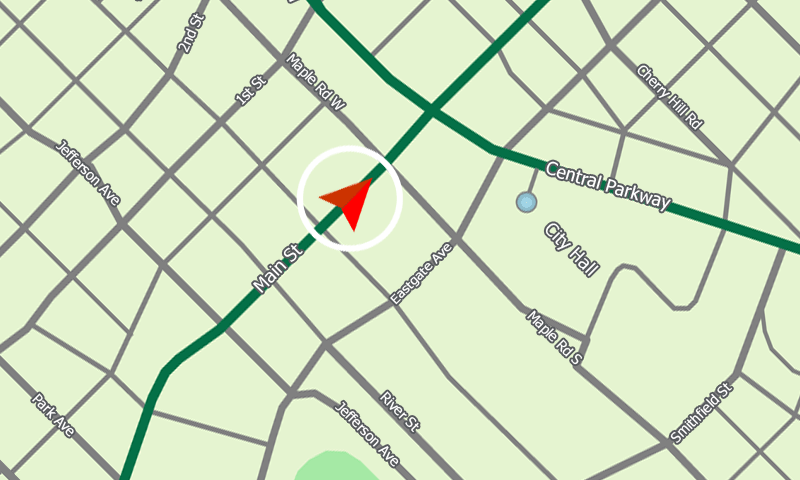 2nd St
1st St
Maple Rd W
Cherry Hill Rd
Jefferson Ave
Central Parkway
City Hall
Main St
Eastgate Ave
Maple Rd S
Park Ave
River St
Jefferson Ave
Smithfield St